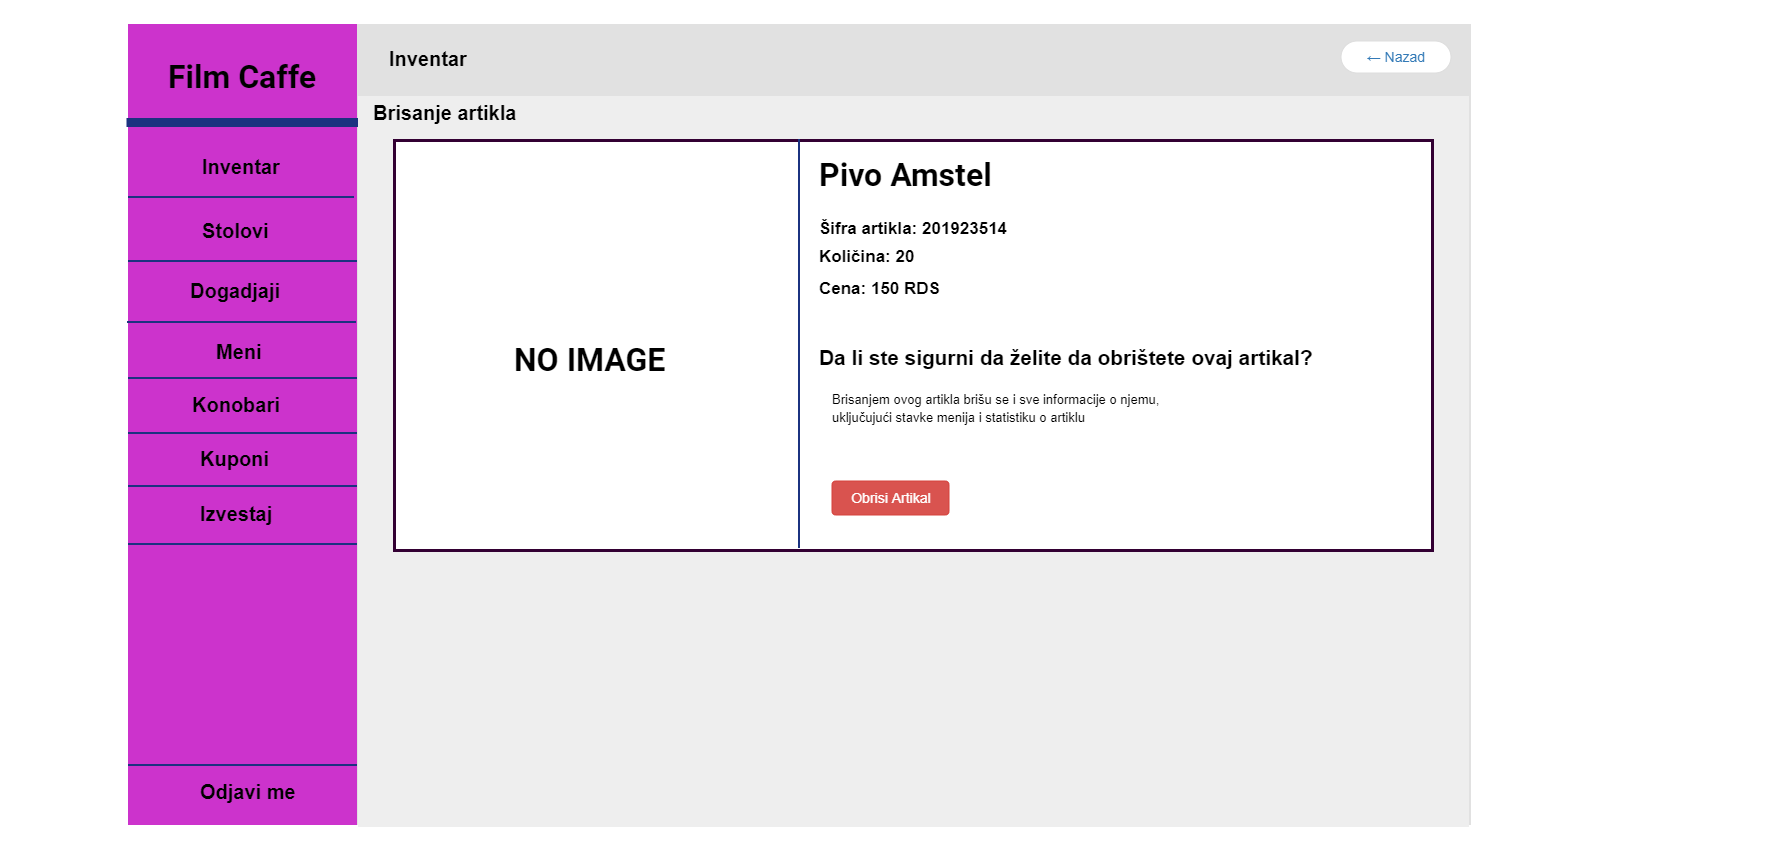 Film Caffe
Inventar
Stolovi
Dogadjaji
Meni
Konobari
Kuponi
Izvestaj
Odjavi me
Inventar
← Nazad
Brisanje artikla
NO IMAGE
Pivo Amstel
Šifra artikla: 201923514
Količina: 20
Cena: 150 RDS
Da li ste sigurni da želite da obrištete ovaj artikal?
Brisanjem ovog artikla brišu se i sve informacije o njemu,
uključujući stavke menija i statistiku o artiklu
Obrisi Artikal